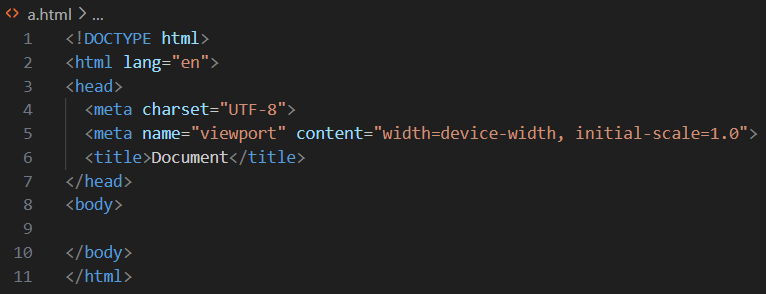 a.html > ...
1 <!DOCTYPE html>
2 <html lang="en">
3 <head>
4   <meta charset="UTF-8">
5   <meta name="viewport" content="width=device-width, initial-scale=1.0">
6   <title>Document</title>
7 </head>
8 <body>
9
10 </body>
11 </html>